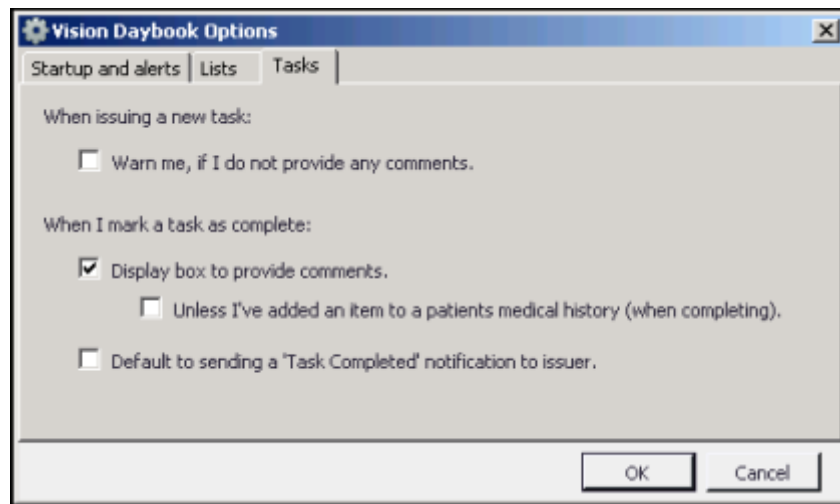 Vision Daybook Options
Startup and alerts Lists Tasks
When issuing a new task:
Warn me, if I do not provide any comments.
When I mark a task as complete:
Display box to provide comments.
Unless I've added an item to a patients medical history (when completing).
Default to sending a 'Task Completed' notification to issuer.
OK Cancel